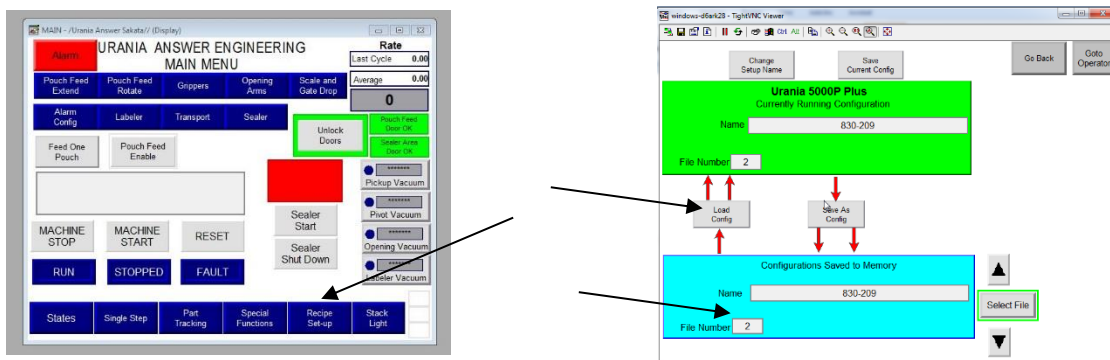 MAIN - /Urania Answer Sakata// (Display)
Alarm
URANIA ANSWER ENGINEERING
MAIN MENU
Rate
Last Cycle 0.00
Average 0.00
0
Pouch Feed Extend
Pouch Feed Rotate
Grippers
Opening Arms
Scale and Gate Drop
Alarm Config
Labeler
Transport
Sealer
Unlock Doors
Pouch Feed Door OK
Sealer Area Door OK
Feed One Pouch
Pouch Feed Enable
*******
Pickup Vacuum
*******
Pivot Vacuum
*******
Opening Vacuum
*******
Labeler Vacuum
Sealer Start
Sealer Shut Down
MACHINE STOP
MACHINE START
RESET
RUN
STOPPED
FAULT
States
Single Step
Part Tracking
Special Functions
Recipe Set-up
Stack Light
windows-d6ark28 - TightVNC Viewer
Ctrl Alt
Change Setup Name
Save Current Config
Go Back
Goto Operator
Urania 5000P Plus
Currently Running Configuration
Name 830-209
File Number 2
Load Config
Save As Config
Configurations Saved to Memory
Name 830-209
File Number 2
Select File